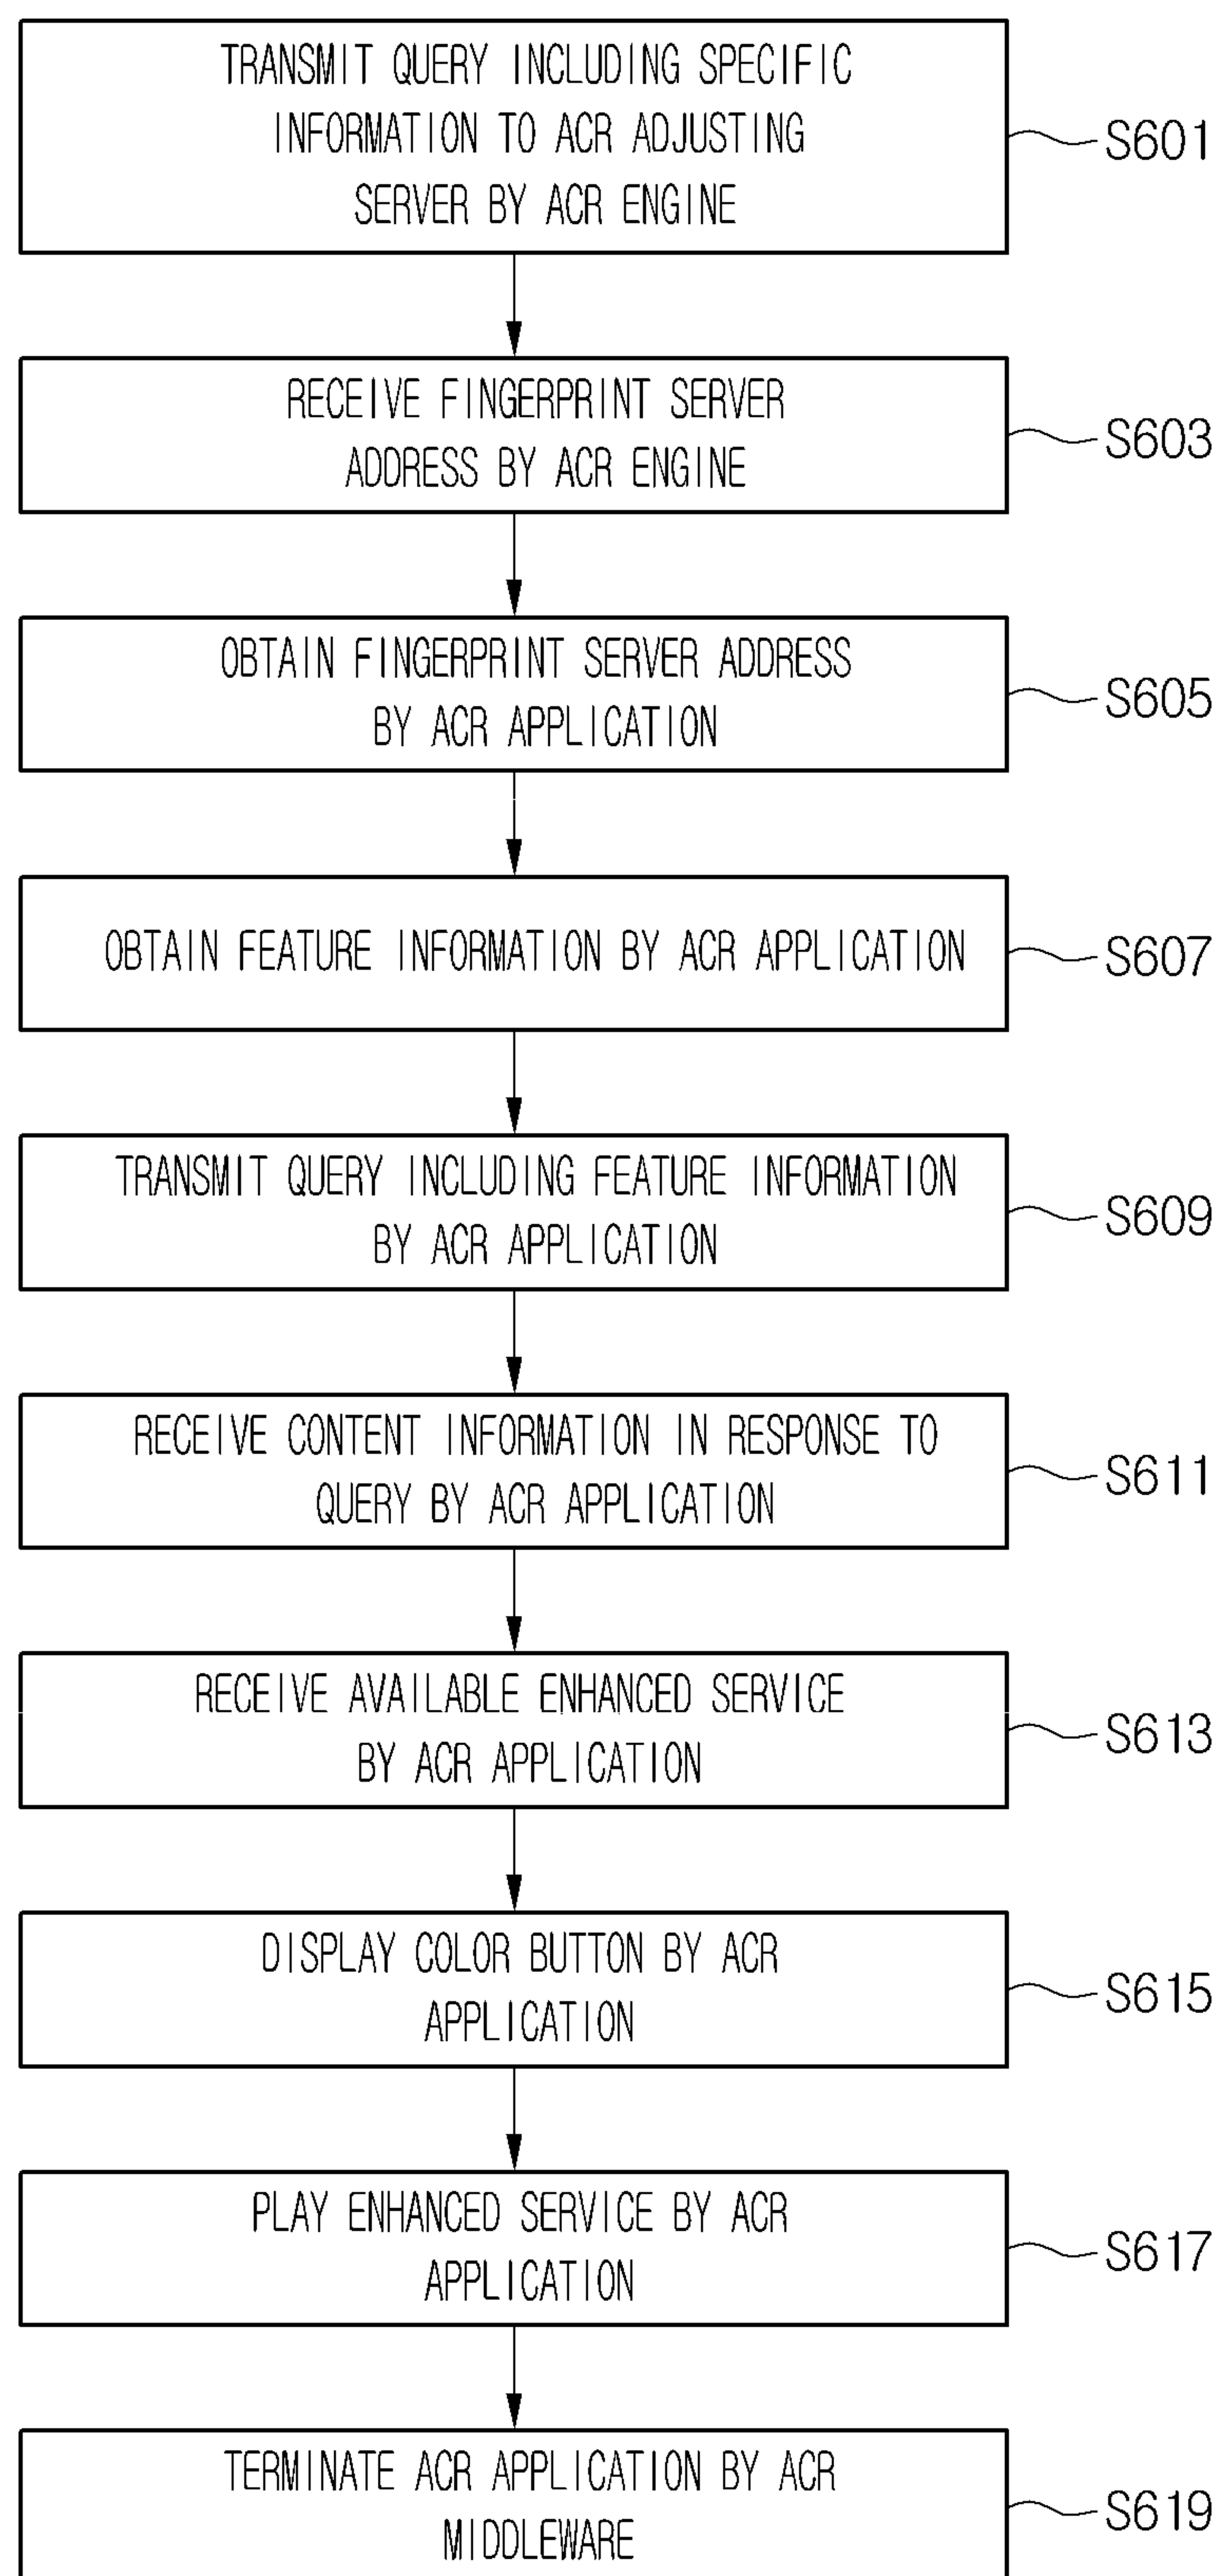 TRANSMIT QUERY INCLUDING SPECIFIC
INFORMATION TO ACR ADJUSTING
SERVER BY ACR ENGINE
S601
RECEIVE FINGERPRINT SERVER
ADDRESS BY ACR ENGINE
S603
OBTAIN FINGERPRINT SERVER ADDRESS
BY ACR APPLICATION
S605
OBTAIN FEATURE INFORMATION BY ACR APPLICATION
S607
TRANSMIT QUERY INCLUDING FEATURE INFORMATION
BY ACR APPLICATION
S609
RECEIVE CONTENT INFORMATION IN RESPONSE TO
QUERY BY ACR APPLICATION
S611
RECEIVE AVAILABLE ENHANCED SERVICE
BY ACR APPLICATION
S613
DISPLAY COLOR BUTTON BY ACR
APPLICATION
S615
PLAY ENHANCED SERVICE BY ACR
APPLICATION
S617
TERMINATE ACR APPLICATION BY ACR
MIDDLEWARE
S619